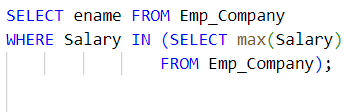 SELECT ename FROM Emp_Company
WHERE Salary IN (SELECT max(Salary)
FROM Emp_Company);